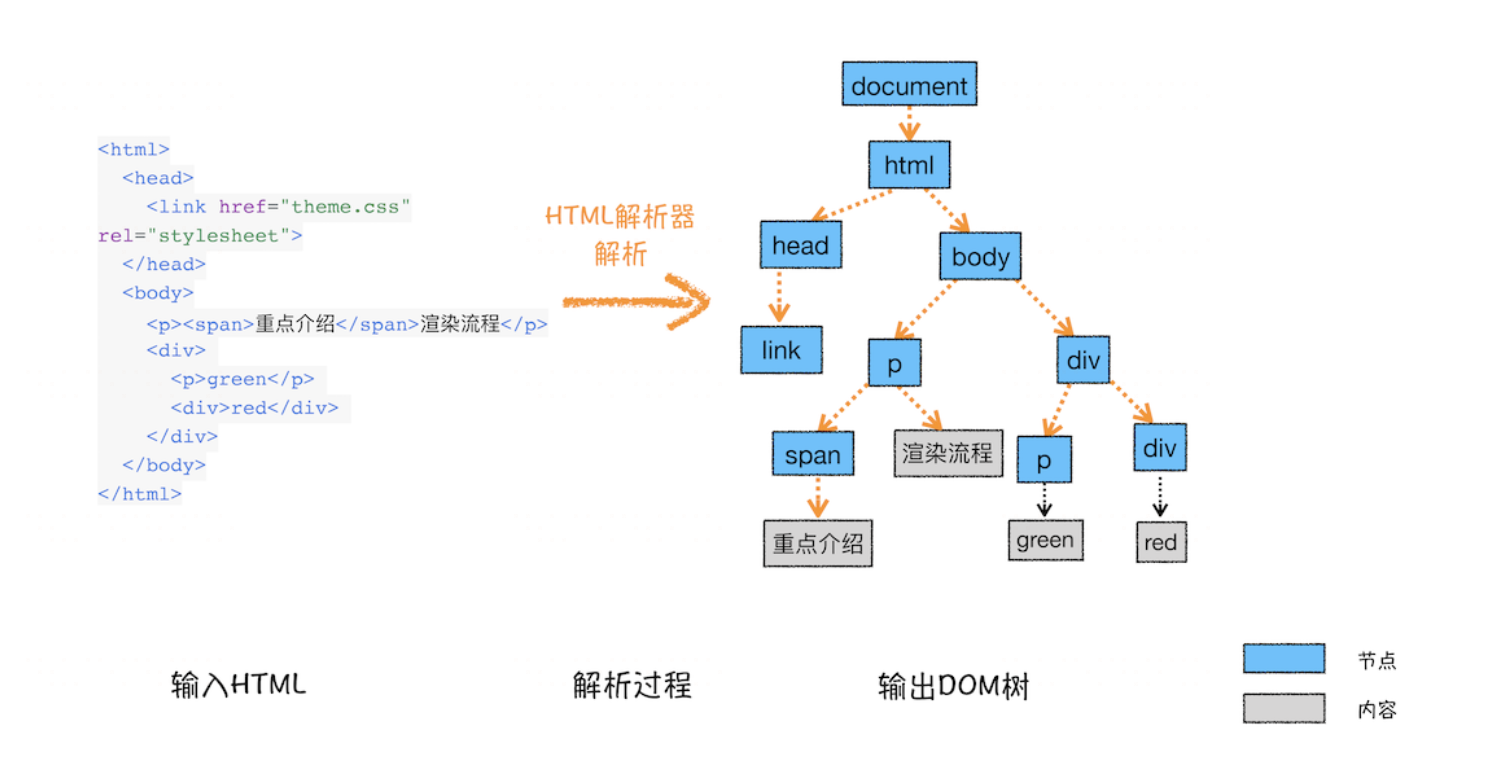 <html>
<head>
<link href="theme.css"
rel="stylesheet">
</head>
<body>
<p><span>重点介绍</span>渲染流程</p>
<div>
<p>green</p>
<div>red</div>
</div>
</body>
</html>
HTML解析器
解析
document
html
head
body
link
p
div
span
渲染流程
p
div
重点介绍
green
red
输入HTML
解析过程
输出DOM树
节点
内容